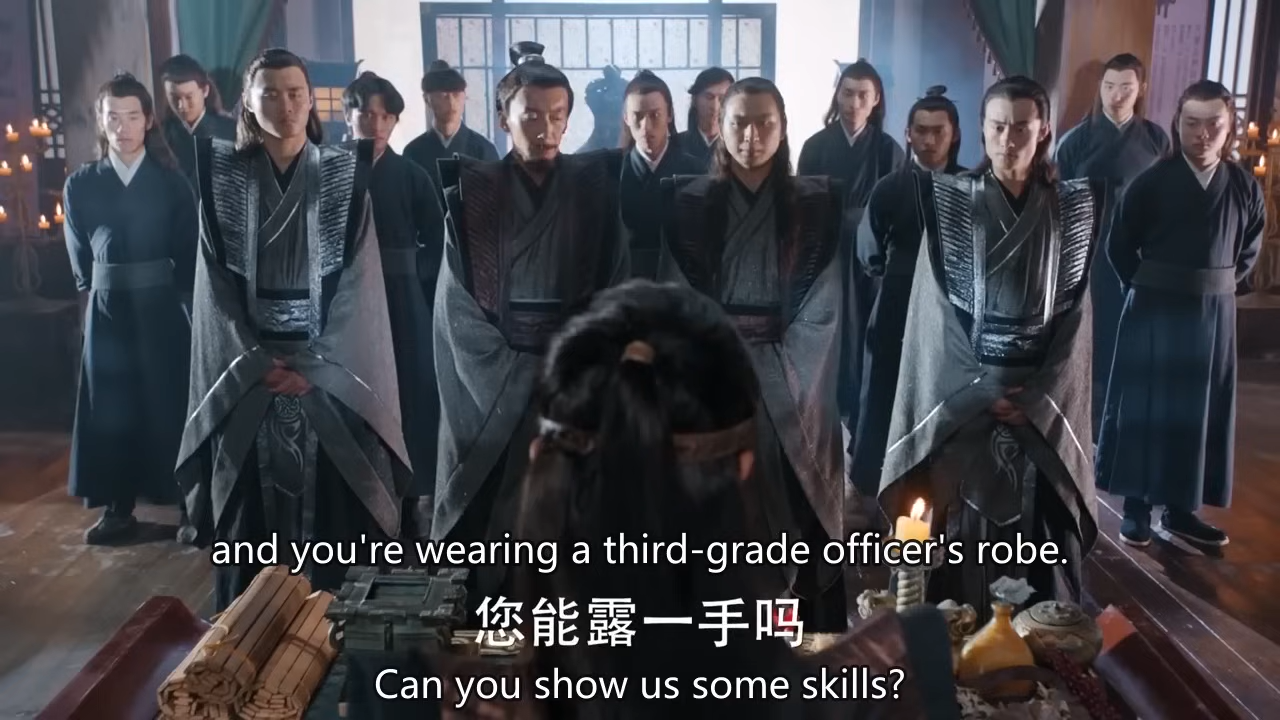 and you're wearing a third-grade officer's robe.
您能露一手吗
Can you show us some skills?